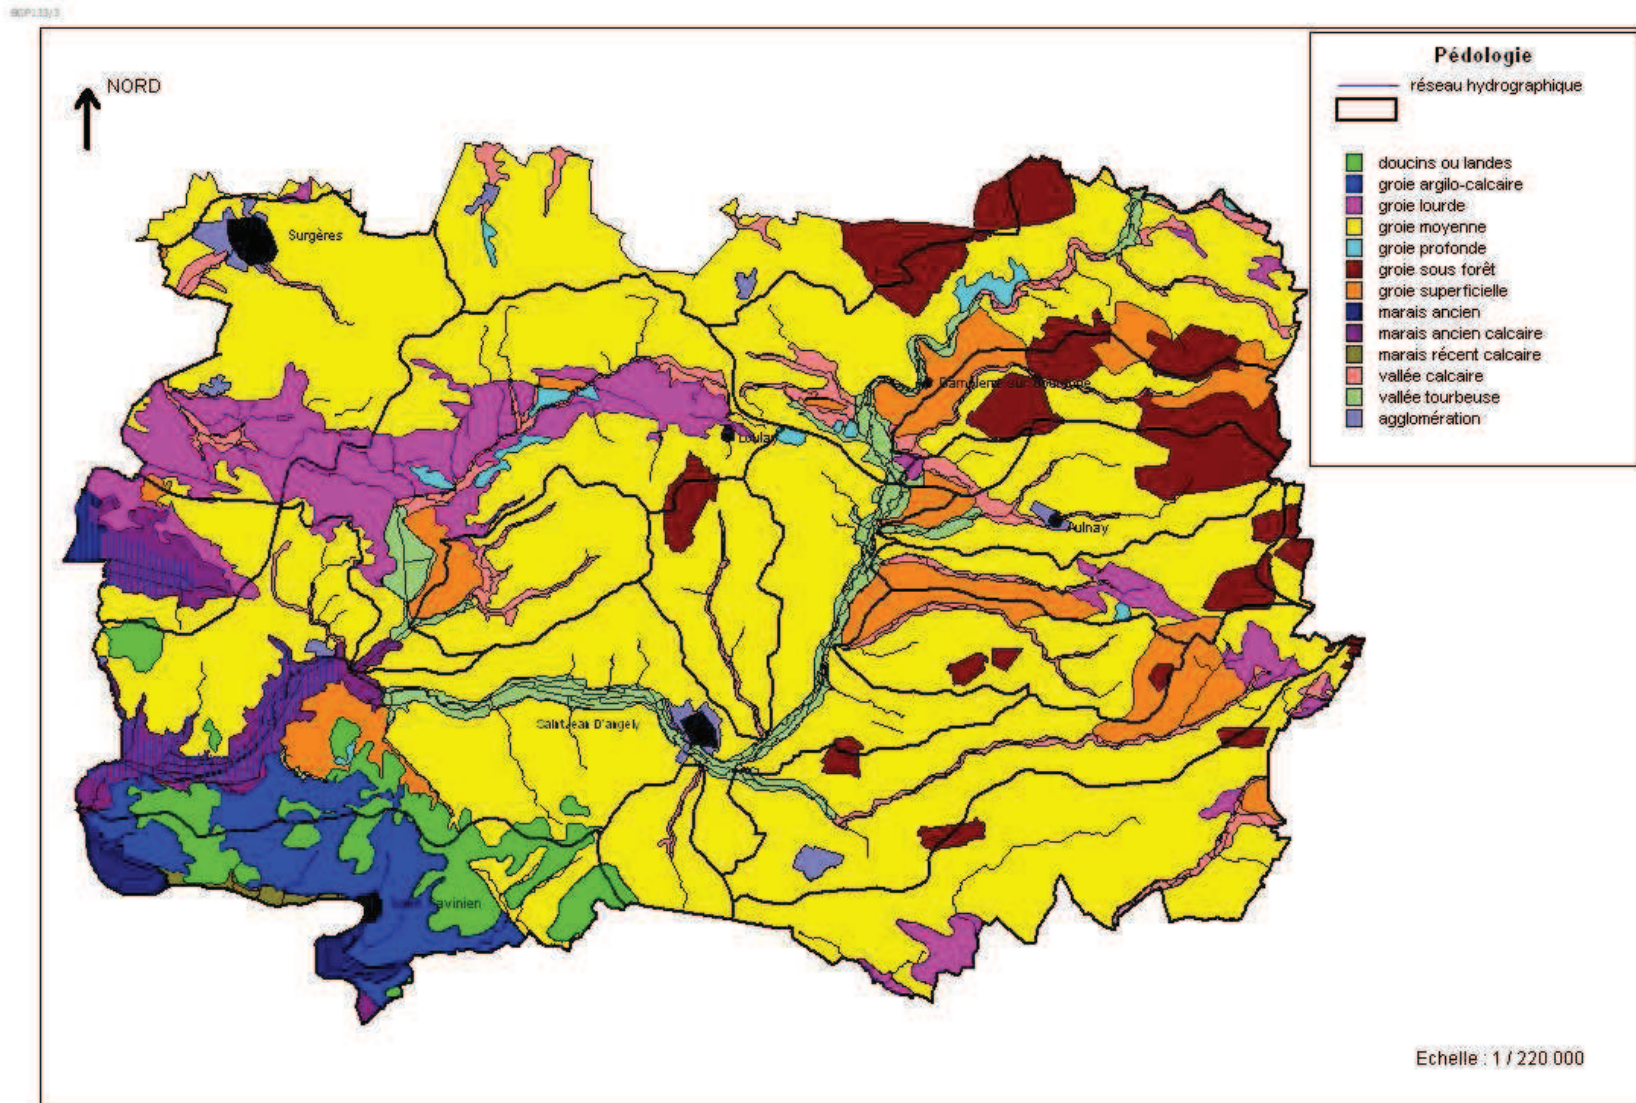 NORD
Pédologie
réseau hydrographique
doucins ou landes
groie argilo-calcaire
groie lourde
groie moyenne
groie profonde
groie sous forêt
groie superficielle
marais ancien
marais ancien calcaire
marais récent calcaire
vallée calcaire
vallée tourbeuse
agglomération
Surgères
Loulay
Aulnay
Saint Jean D'angely
Echelle : 1 / 220 000